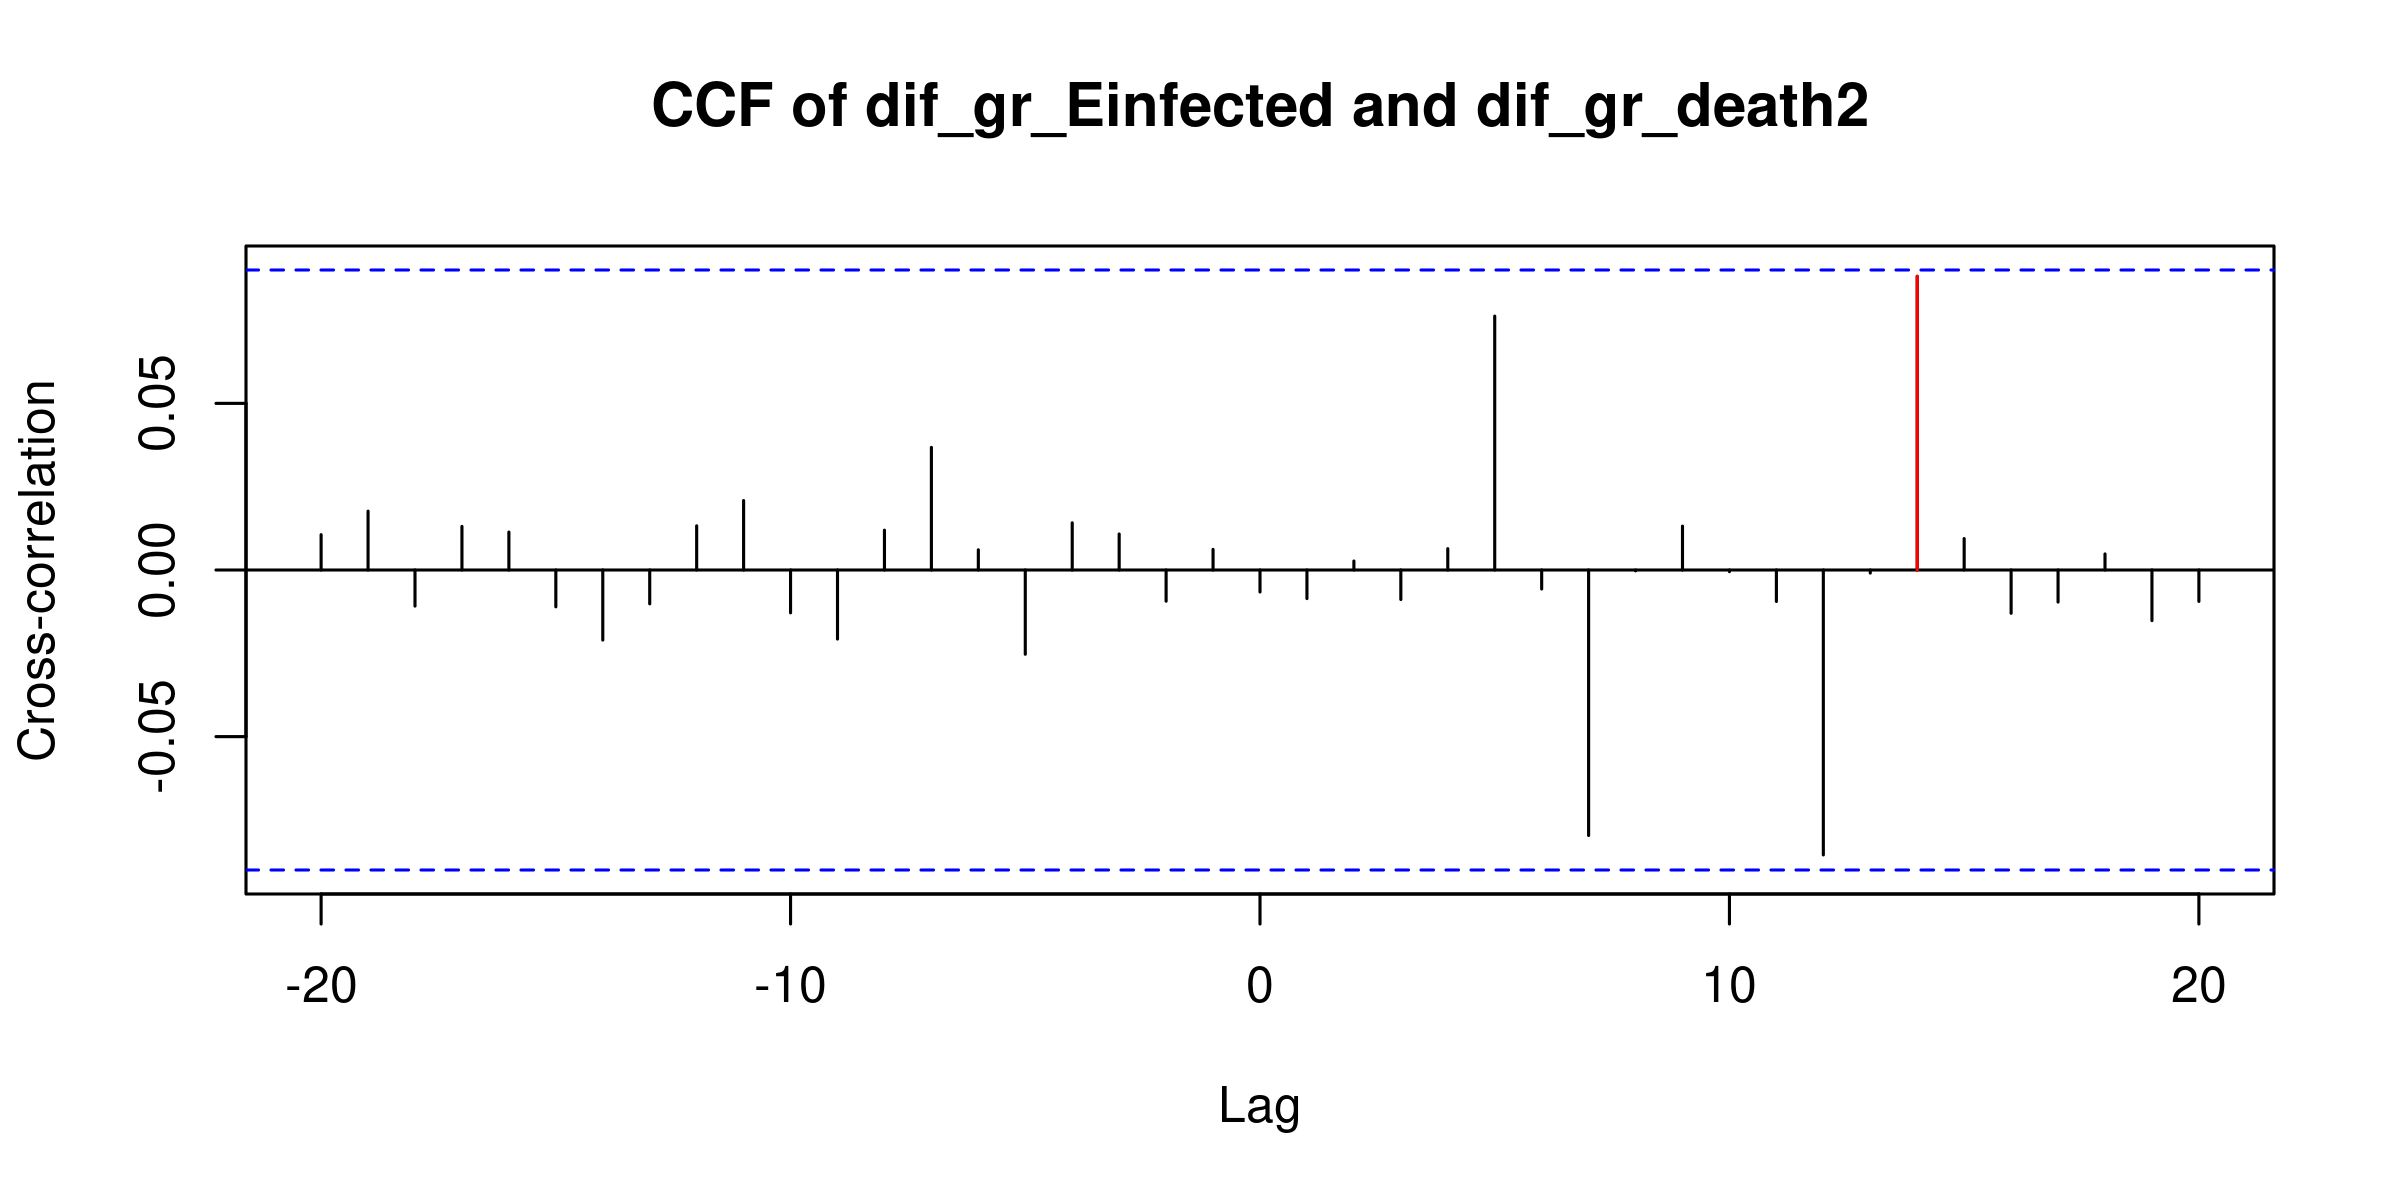 CCF of dif_gr_Einfected and dif_gr_death2
Cross-correlation
0.05
0.00
-0.05
-20 -10 0 10 20
Lag